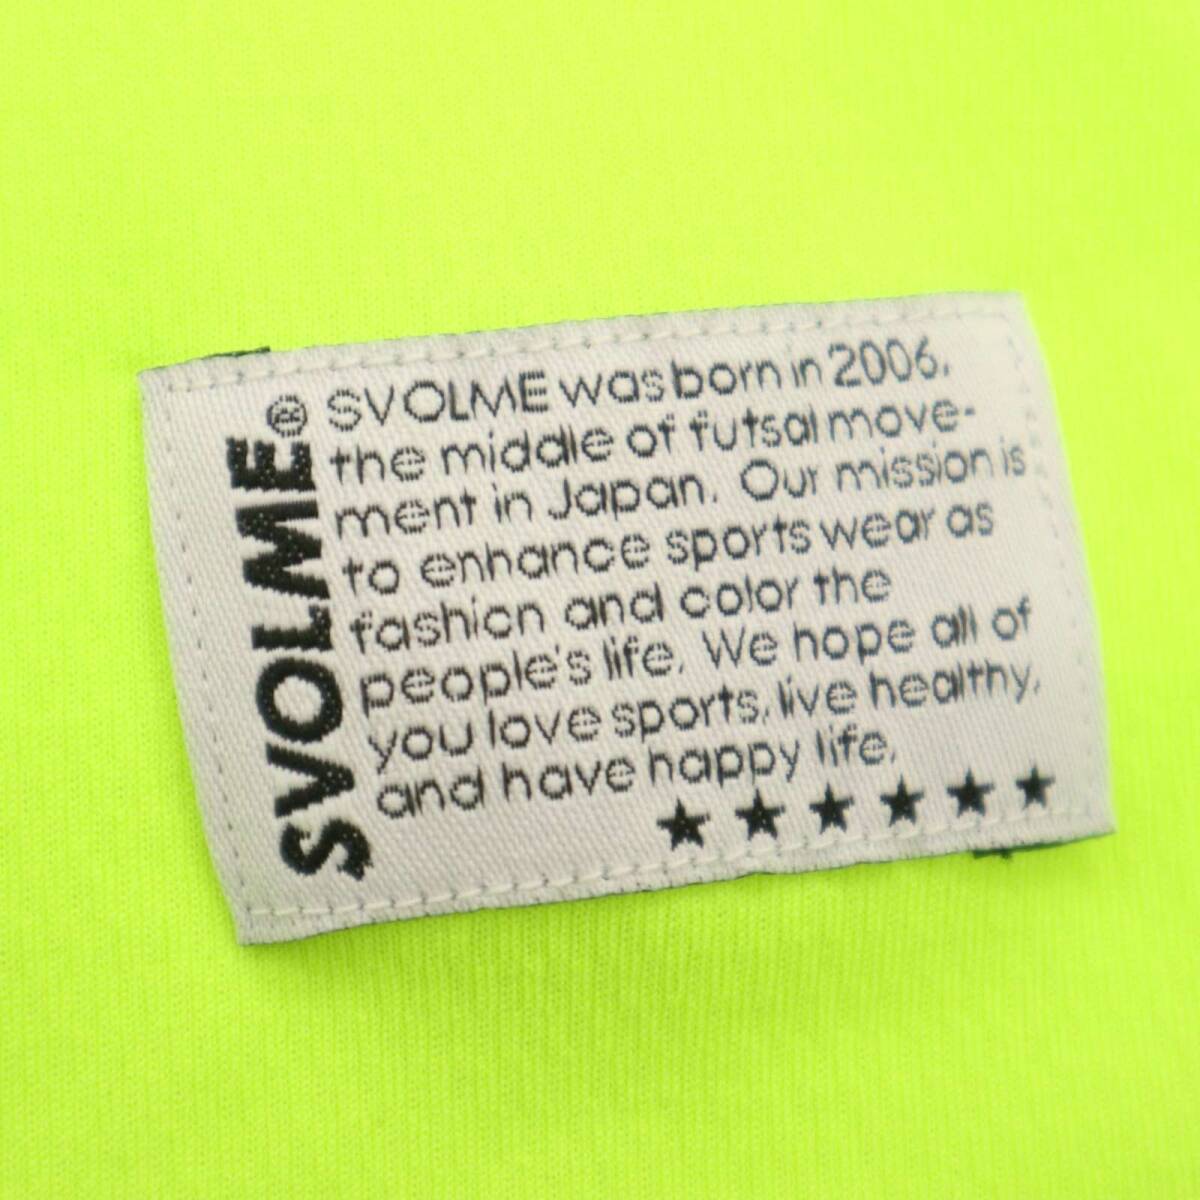 SVOLME®
SVOLME was born in 2006,
the middle of futsal move-
ment in Japan. Our mission is
to enhance sports wear as
fashion and color the
people's life. We hope all of
you love sports, live healthy,
and have happy life.
★ ★ ★ ★ ★ ★